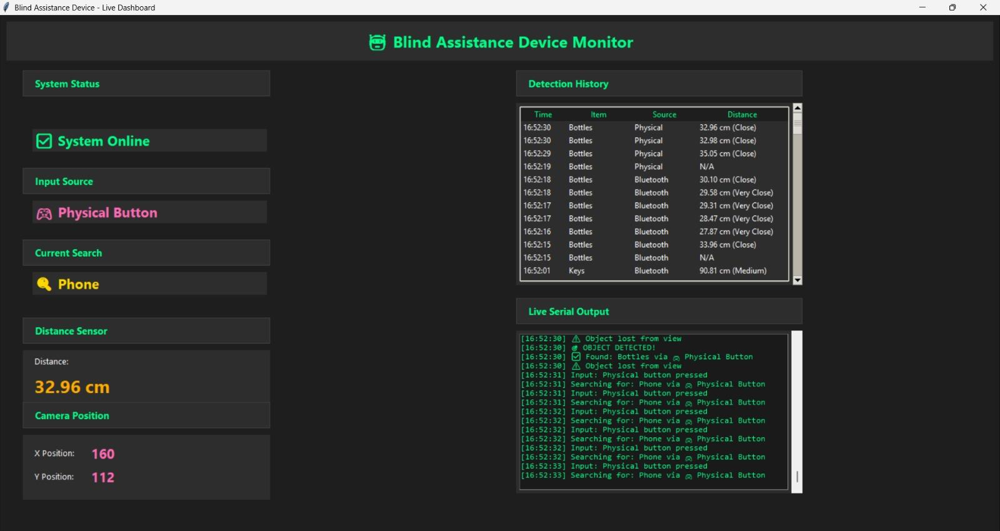 Blind Assistance Device - Live Dashboard
Blind Assistance Device Monitor
System Status
System Online
Input Source
Physical Button
Current Search
Phone
Distance Sensor
Distance:
32.96 cm
Camera Position
X Position: 160
Y Position: 112
Detection History
Time Item Source Distance
16:52:30 Bottles Physical 32.96 cm (Close)
16:52:30 Bottles Physical 32.98 cm (Close)
16:52:29 Bottles Physical 35.05 cm (Close)
16:52:19 Bottles Physical N/A
16:52:18 Bottles Bluetooth 30.10 cm (Close)
16:52:18 Bottles Bluetooth 29.58 cm (Very Close)
16:52:17 Bottles Bluetooth 29.31 cm (Very Close)
16:52:17 Bottles Bluetooth 28.47 cm (Very Close)
16:52:16 Bottles Bluetooth 27.87 cm (Very Close)
16:52:15 Bottles Bluetooth 33.96 cm (Close)
16:52:15 Bottles Bluetooth N/A
16:52:01 Keys Bluetooth 90.81 cm (Medium)
Live Serial Output
[16:52:30] ⚠ Object lost from view
[16:52:30] 🎯 OBJECT DETECTED!
[16:52:30] ✅ Found: Bottles via 🎮 Physical Button
[16:52:30] ⚠ Object lost from view
[16:52:31] Input: Physical button pressed
[16:52:31] Searching for: Phone via 🎮 Physical Button
[16:52:31] Input: Physical button pressed
[16:52:31] Searching for: Phone via 🎮 Physical Button
[16:52:32] Input: Physical button pressed
[16:52:32] Searching for: Phone via 🎮 Physical Button
[16:52:32] Input: Physical button pressed
[16:52:32] Searching for: Phone via 🎮 Physical Button
[16:52:32] Input: Physical button pressed
[16:52:32] Searching for: Phone via 🎮 Physical Button
[16:52:33] Input: Physical button pressed
[16:52:33] Searching for: Phone via 🎮 Physical Button